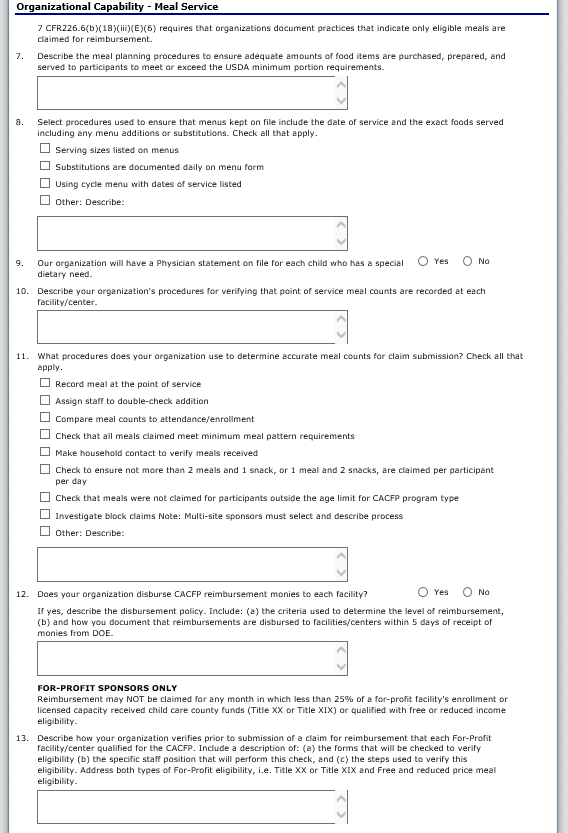 Organizational Capability - Meal Service
7 CFR226.6(b)(18)(iii)(E)(6) requires that organizations document practices that indicate only eligible meals are
claimed for reimbursement.
7. Describe the meal planning procedures to ensure adequate amounts of food items are purchased, prepared, and
served to participants to meet or exceed the USDA minimum portion requirements.
8. Select procedures used to ensure that menus kept on file include the date of service and the exact foods served
including any menu additions or substitutions. Check all that apply.
Serving sizes listed on menus
Substitutions are documented daily on menu form
Using cycle menu with dates of service listed
Other: Describe:
9. Our organization will have a Physician statement on file for each child who has a special Yes No
dietary need.
10. Describe your organization's procedures for verifying that point of service meal counts are recorded at each
facility/center.
11. What procedures does your organization use to determine accurate meal counts for claim submission? Check all that
apply.
Record meal at the point of service
Assign staff to double-check addition
Compare meal counts to attendance/enrollment
Check that all meals claimed meet minimum meal pattern requirements
Make household contact to verify meals received
Check to ensure not more than 2 meals and 1 snack, or 1 meal and 2 snacks, are claimed per participant
per day
Check that meals were not claimed for participants outside the age limit for CACFP program type
Investigate block claims Note: Multi-site sponsors must select and describe process
Other: Describe:
12. Does your organization disburse CACFP reimbursement monies to each facility? Yes No
If yes, describe the disbursement policy. Include: (a) the criteria used to determine the level of reimbursement,
(b) and how you document that reimbursements are disbursed to facilities/centers within 5 days of receipt of
monies from DOE.
FOR-PROFIT SPONSORS ONLY
Reimbursement may NOT be claimed for any month in which less than 25% of a for-profit facility's enrollment or
licensed capacity received child care county funds (Title XX or Title XIX) or qualified with free or reduced income
eligibility.
13. Describe how your organization verifies prior to submission of a claim for reimbursement that each For-Profit
facility/center qualified for the CACFP. Include a description of: (a) the forms that will be checked to verify
eligibility (b) the specific staff position that will perform this check, and (c) the steps used to verify this
eligibility. Address both types of For-Profit eligibility, i.e. Title XX or Title XIX and Free and reduced price meal
eligibility.